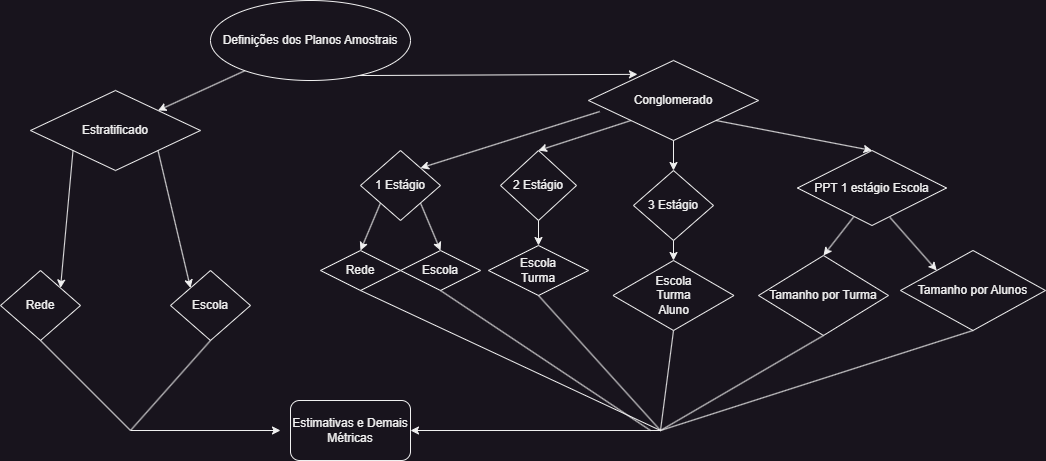 Definições dos Planos Amostrais
Conglomerado
Estratificado
1 Estágio
2 Estágio
3 Estágio
PPT 1 estágio Escola
Rede
Escola
Rede
Escola
Escola
Turma
Escola
Turma
Aluno
Tamanho por Turma
Tamanho por Alunos
Estimativas e Demais
Métricas